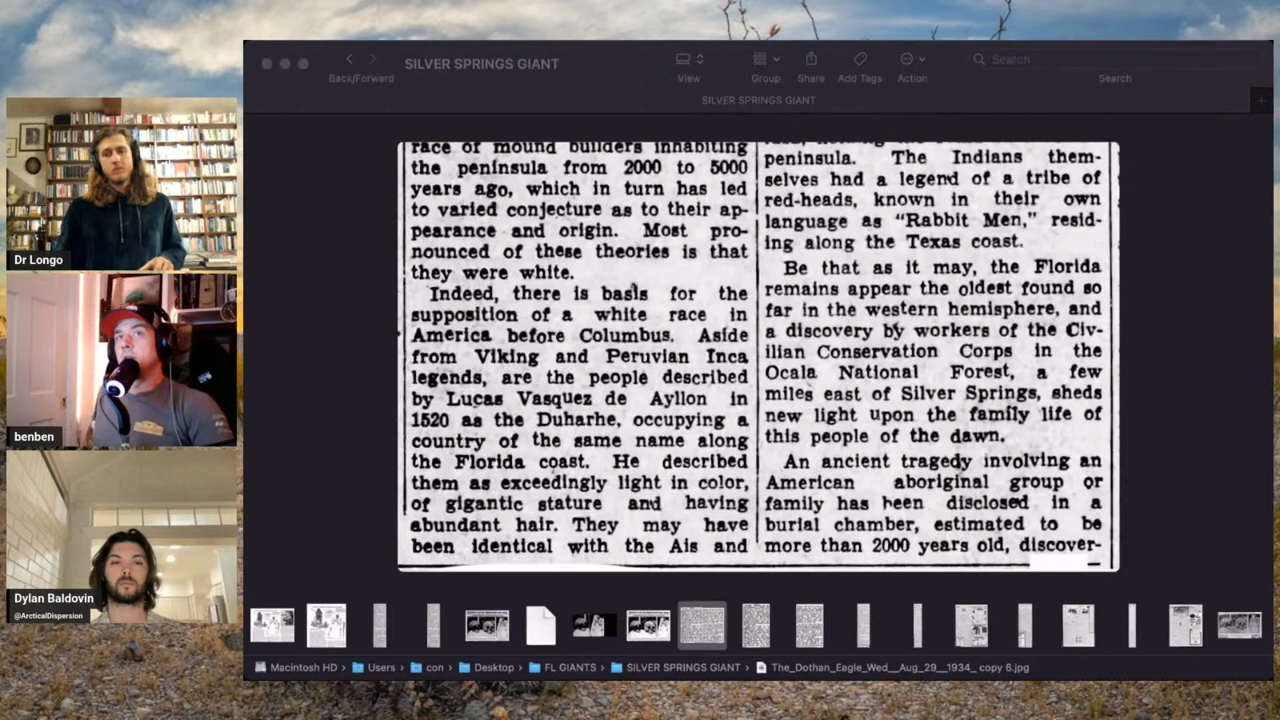 SILVER SPRINGS GIANT
Back/Forward
View
Group
Share
Add Tags
Action
Search
Search
SILVER SPRINGS GIANT
race of mound builders inhabiting
the peninsula from 2000 to 5000
years ago, which in turn has led
to varied conjecture as to their ap-
pearance and origin. Most pro-
nounced of these theories is that
they were white.
Indeed, there is basis for the
supposition of a white race in
America before Columbus. Aside
from Viking and Peruvian Inca
legends, are the people described
by Lucas Vasquez de Ayllon in
1520 as the Duharhe, occupying a
country of the same name along
the Florida coast. He described
them as exceedingly light in color,
of gigantic stature and having
abundant hair. They may have
been identical with the Ais and
peninsula. The Indians them-
selves had a legend of a tribe of
red-heads, known in their own
language as "Rabbit Men," resid-
ing along the Texas coast.
Be that as it may, the Florida
remains appear the oldest found so
far in the western hemisphere, and
a discovery by workers of the Civ-
ilian Conservation Corps in the
Ocala National Forest, a few
miles east of Silver Springs, sheds
new light upon the family life of
this people of the dawn.
An ancient tragedy involving an
American aboriginal group or
family has been disclosed in a
burial chamber, estimated to be
more than 2000 years old, discover-
Dr Longo
benben
Dylan Baldovin
@ArcticalDispersion
Macintosh HD › Users › con › Desktop › FL GIANTS › SILVER SPRINGS GIANT › The_Dothan_Eagle_Wed__Aug_29__1934_ copy 6.jpg